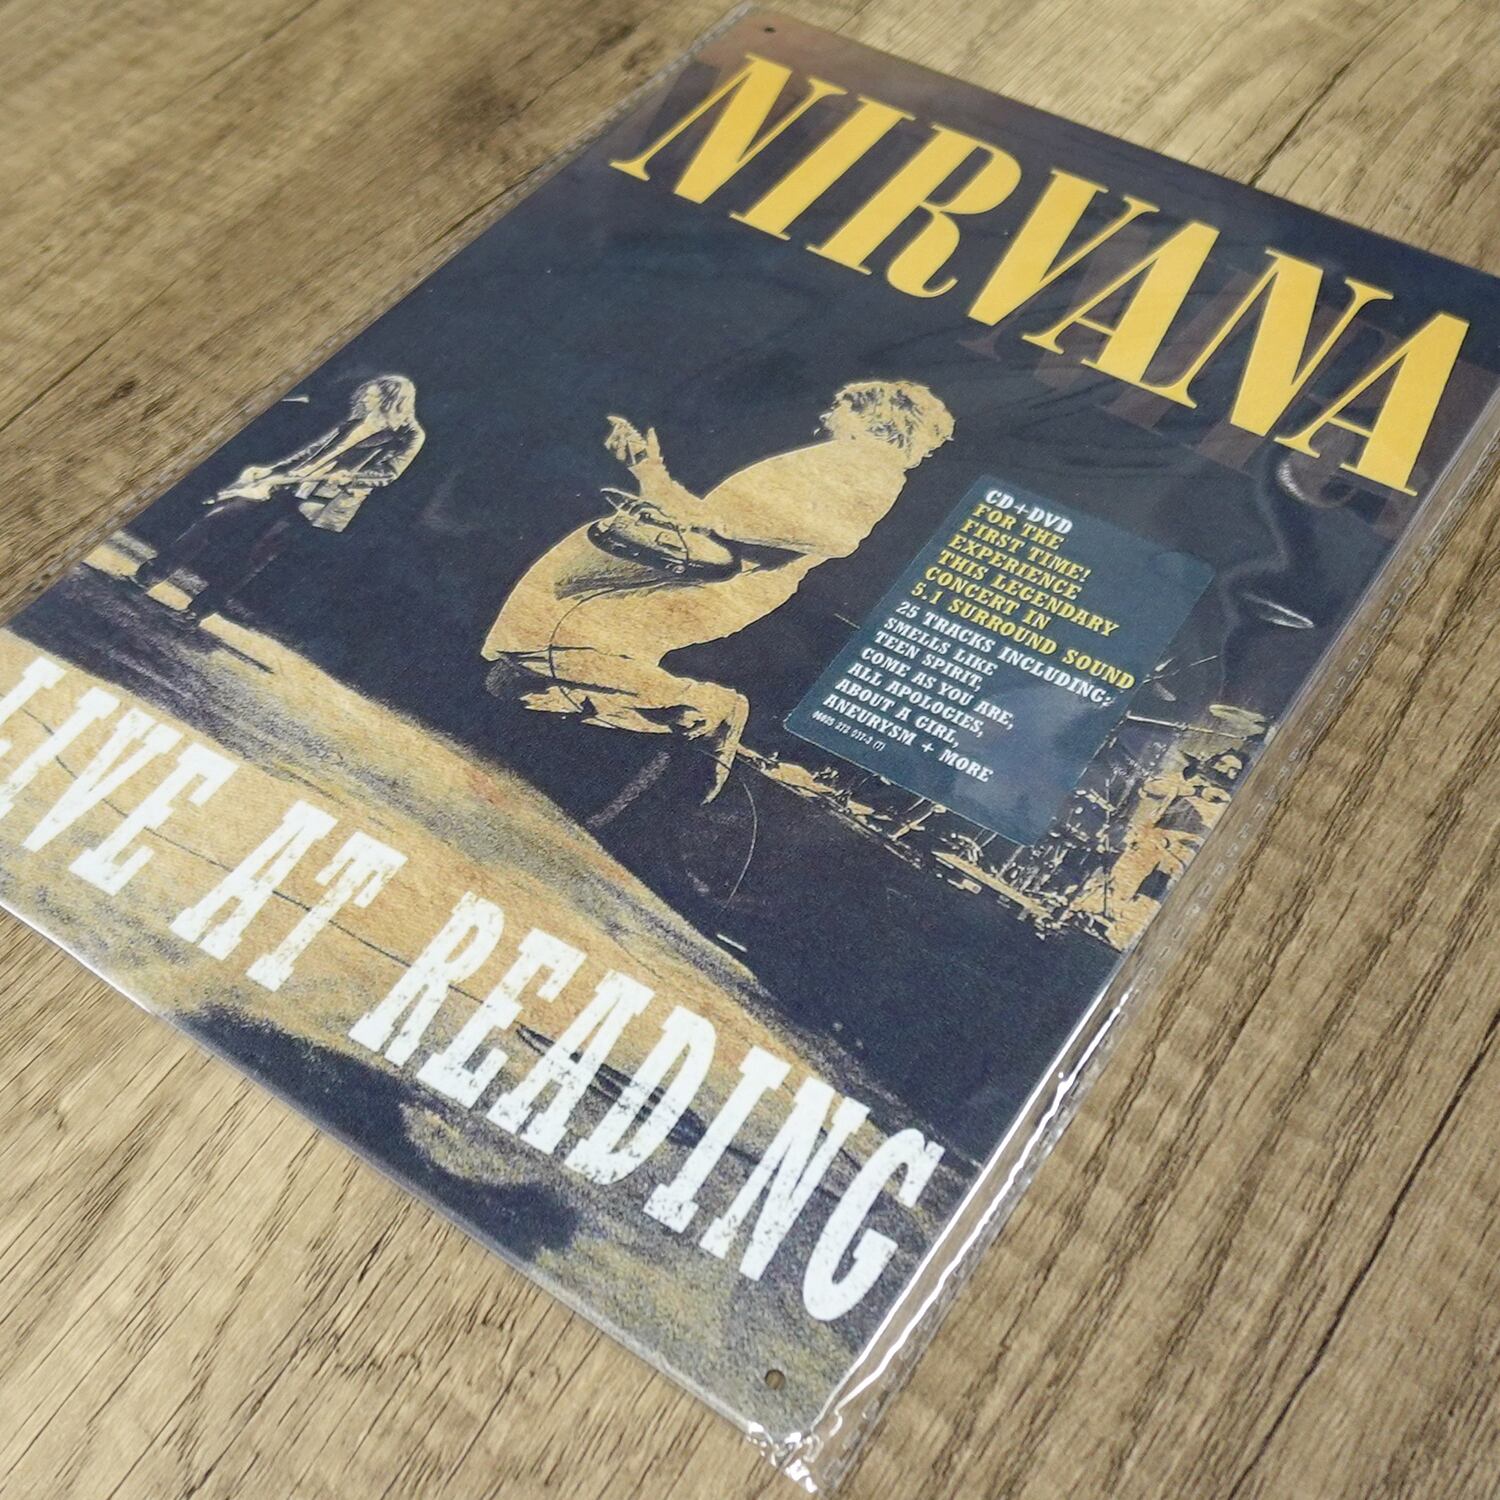 NIRVANA
CD+DVD
FOR THE
FIRST TIME!
EXPERIENCE
THIS LEGENDARY
CONCERT IN
5.1 SURROUND SOUND
25 TRACKS INCLUDING:
SMELLS LIKE
TEEN SPIRIT,
COME AS YOU ARE,
ALL APOLOGIES,
ABOUT A GIRL,
ANEURYSM + MORE
LIVE AT READING